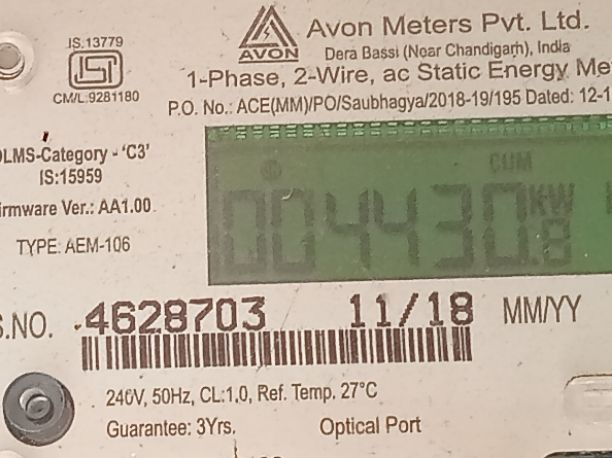 IS.13779
CM/L.9281180
AVON
Avon Meters Pvt. Ltd.
Dera Bassi (Near Chandigarh), India
1-Phase, 2-Wire, ac Static Energy Me
P.O. No.: ACE(MM)/PO/Saubhagya/2018-19/195 Dated: 12-1
DLMS-Category - 'C3'
IS:15959
irmware Ver.: AA1.00
TYPE: AEM-106
CUM
004430.8 KW
S.NO. 4628703 11/18 MM/YY
240V, 50Hz, CL:1.0, Ref. Temp. 27°C
Guarantee: 3Yrs. Optical Port